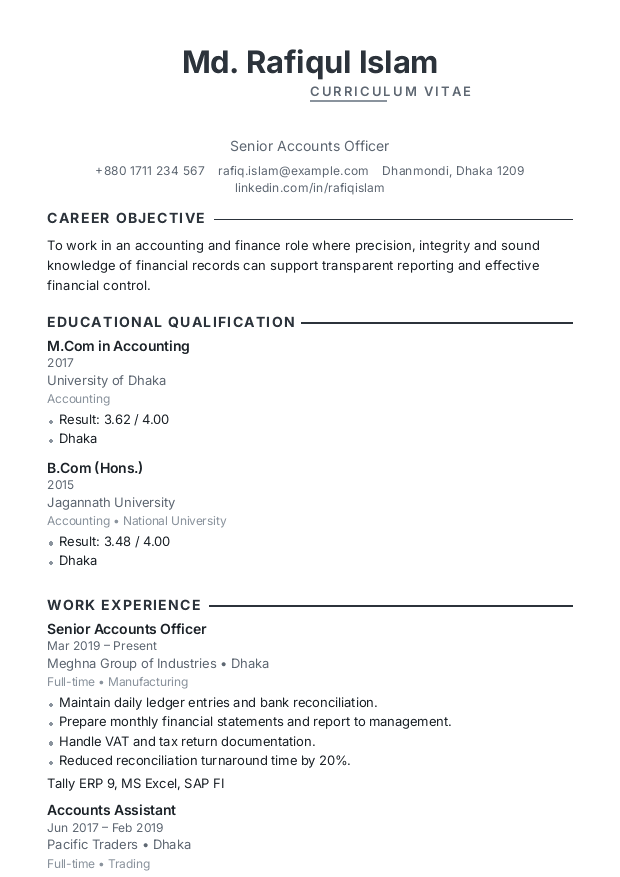 Md. Rafiqul Islam
CURRICULUM VITAE
Senior Accounts Officer
+880 1711 234 567 rafiq.islam@example.com Dhanmondi, Dhaka 1209
linkedin.com/in/rafiqislam
CAREER OBJECTIVE
To work in an accounting and finance role where precision, integrity and sound
knowledge of financial records can support transparent reporting and effective
financial control.
EDUCATIONAL QUALIFICATION
M.Com in Accounting
2017
University of Dhaka
Accounting
• Result: 3.62 / 4.00
• Dhaka
B.Com (Hons.)
2015
Jagannath University
Accounting • National University
• Result: 3.48 / 4.00
• Dhaka
WORK EXPERIENCE
Senior Accounts Officer
Mar 2019 – Present
Meghna Group of Industries • Dhaka
Full-time • Manufacturing
• Maintain daily ledger entries and bank reconciliation.
• Prepare monthly financial statements and report to management.
• Handle VAT and tax return documentation.
• Reduced reconciliation turnaround time by 20%.
Tally ERP 9, MS Excel, SAP FI
Accounts Assistant
Jun 2017 – Feb 2019
Pacific Traders • Dhaka
Full-time • Trading